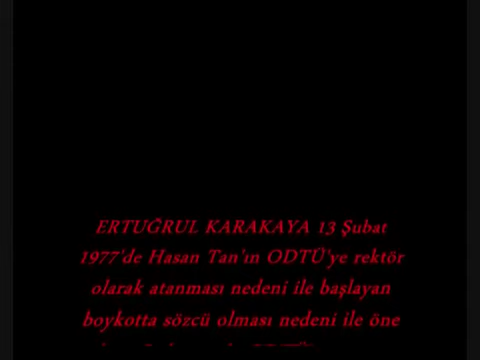 ERTUĞRUL KARAKAYA 13 Şubat
1977'de Hasan Tan'ın ODTÜ'ye rektör
olarak atanması nedeni ile başlayan
boykotta sözcü olması nedeni ile öne